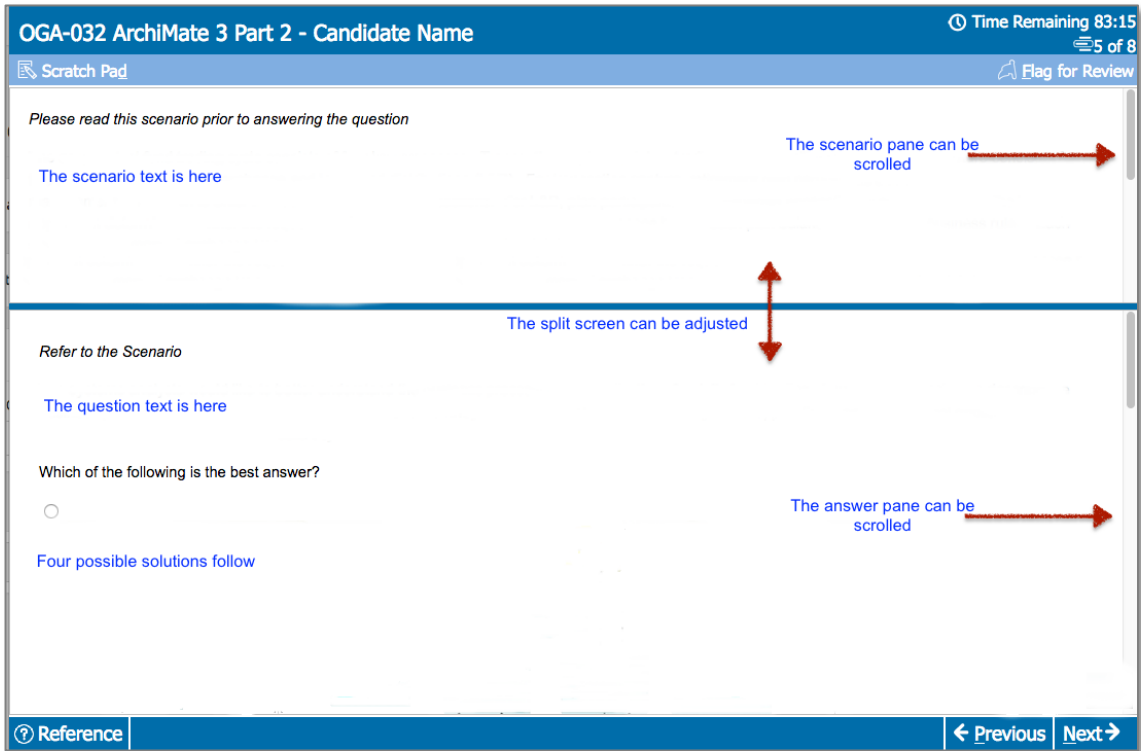 OGA-032 ArchiMate 3 Part 2 - Candidate Name
Time Remaining 83:15
5 of 8
Scratch Pad
Flag for Review
Please read this scenario prior to answering the question
The scenario pane can be
scrolled
The scenario text is here
The split screen can be adjusted
Refer to the Scenario
The question text is here
Which of the following is the best answer?
The answer pane can be
scrolled
Four possible solutions follow
? Reference
Previous
Next